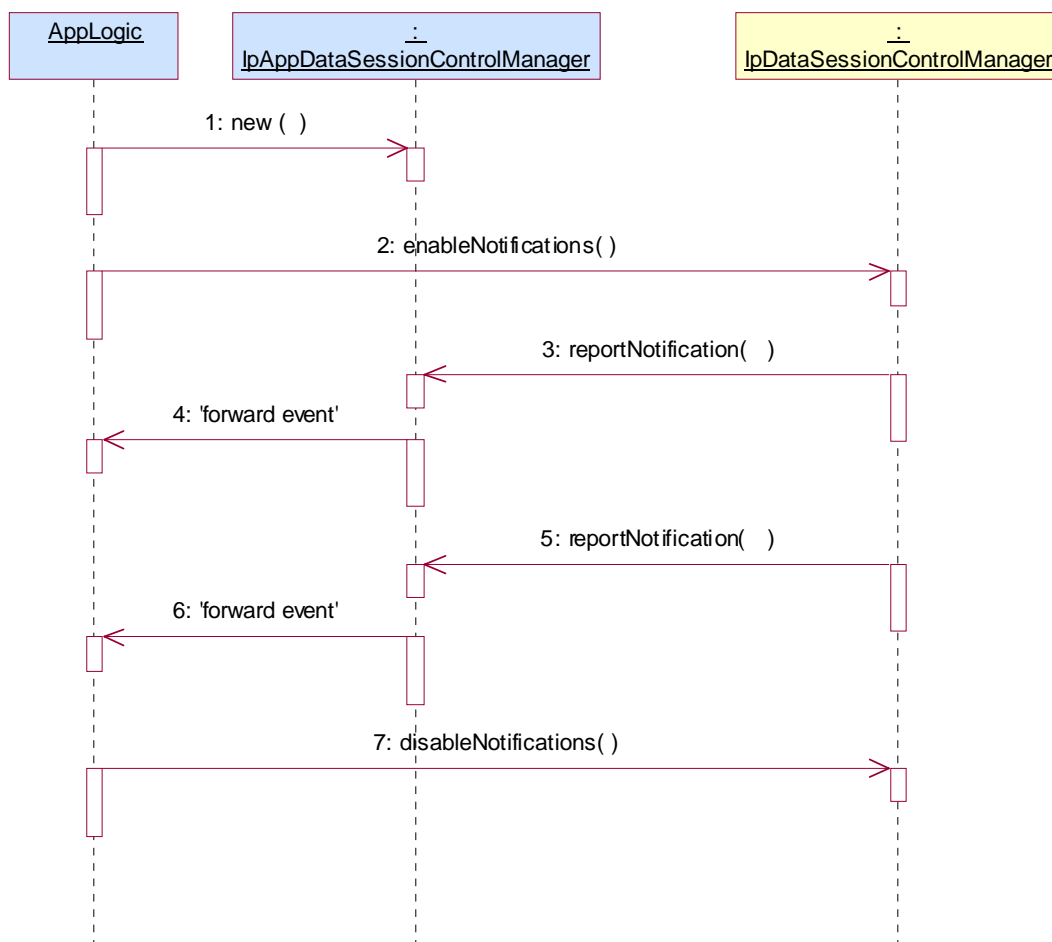 AppLogic
:
IpAppDataSessionControlManager
:
IpDataSessionControlManager
1: new (  )
2: enableNotifications( )
3: reportNotification(   )
4: 'forward event'
5: reportNotification(   )
6: 'forward event'
7: disableNotifications( )